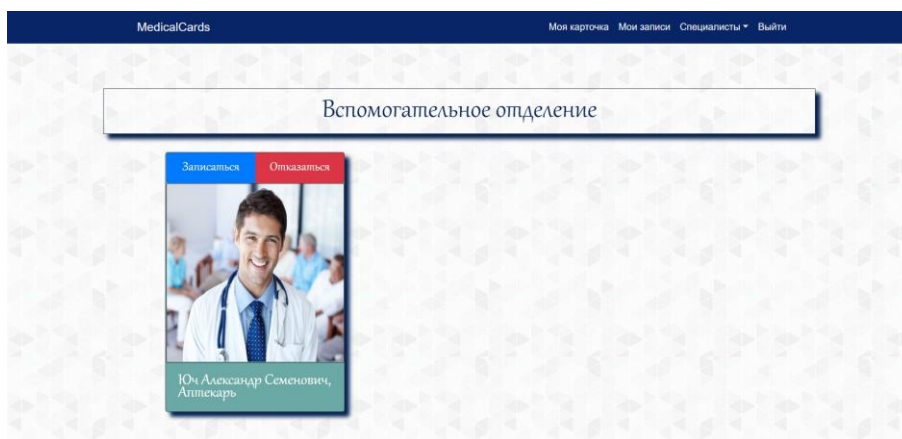 MedicalCards
Моя карточка Мои записи Специалисты Выйти
Вспомогательное отделение
Записаться Отказаться
Юч Александр Семенович,
Аптекарь